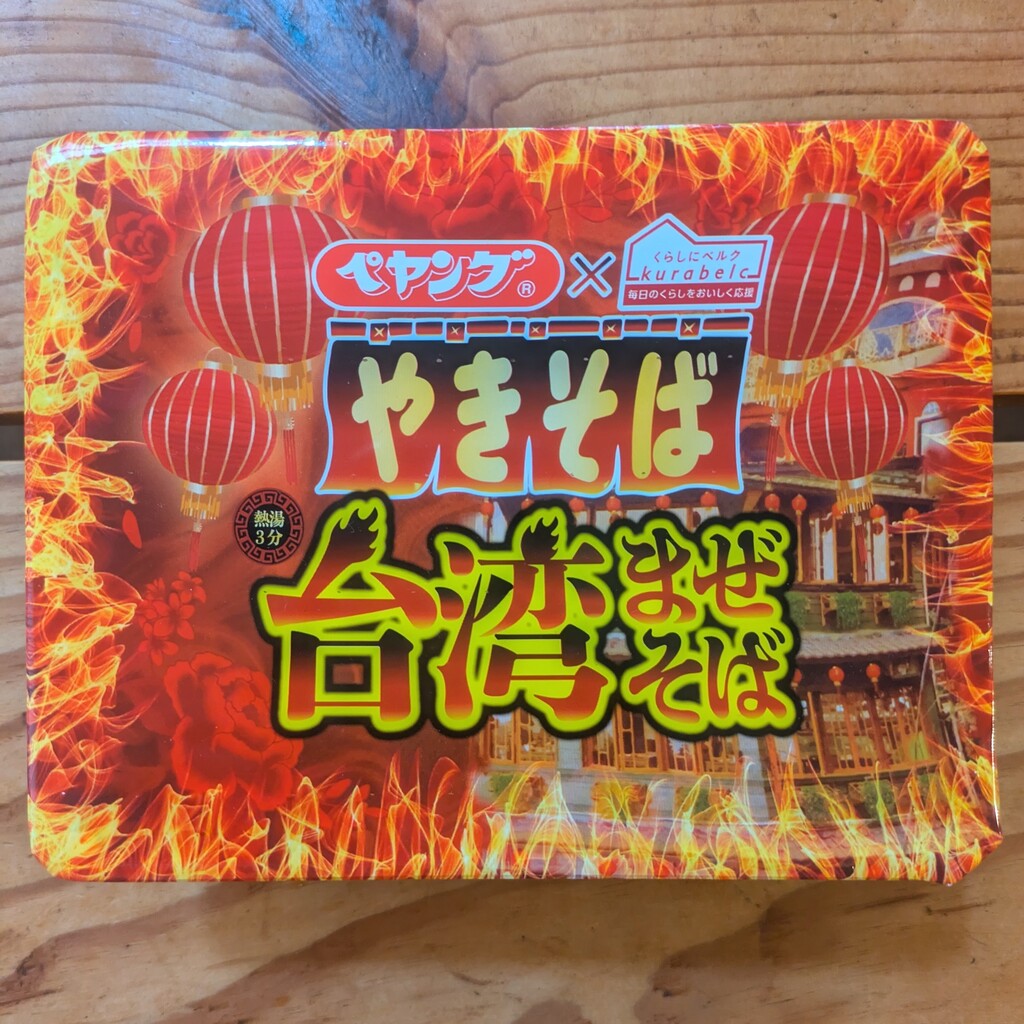 ペヤング® × くらしにベルク
kurabelc
毎日のくらしをおいしく応援
やきそば
熱湯
3分
台湾まぜ
そば